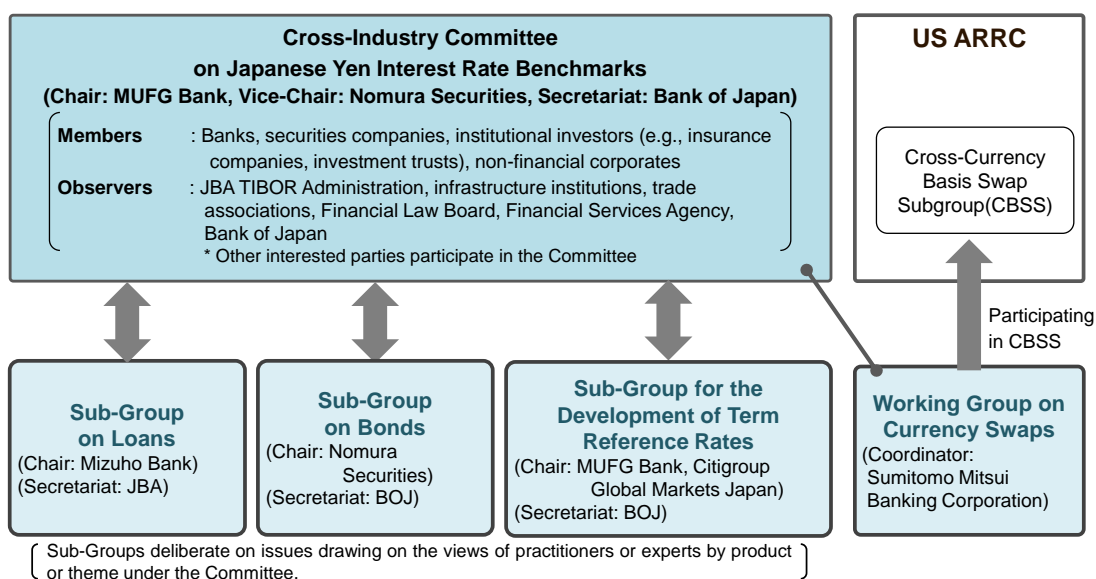 Cross-Industry Committee
on Japanese Yen Interest Rate Benchmarks
(Chair: MUFG Bank, Vice-Chair: Nomura Securities, Secretariat: Bank of Japan)
Members : Banks, securities companies, institutional investors (e.g., insurance
companies, investment trusts), non-financial corporates
Observers : JBA TIBOR Administration, infrastructure institutions, trade
associations, Financial Law Board, Financial Services Agency,
Bank of Japan
* Other interested parties participate in the Committee
US ARRC
Cross-Currency
Basis Swap
Subgroup(CBSS)
Participating
in CBSS
Sub-Group
on Loans
(Chair: Mizuho Bank)
(Secretariat: JBA)
Sub-Group
on Bonds
(Chair: Nomura
Securities)
(Secretariat: BOJ)
Sub-Group for the
Development of Term
Reference Rates
(Chair: MUFG Bank, Citigroup
Global Markets Japan)
(Secretariat: BOJ)
Working Group on
Currency Swaps
(Coordinator:
Sumitomo Mitsui
Banking Corporation)
Sub-Groups deliberate on issues drawing on the views of practitioners or experts by product
or theme under the Committee.